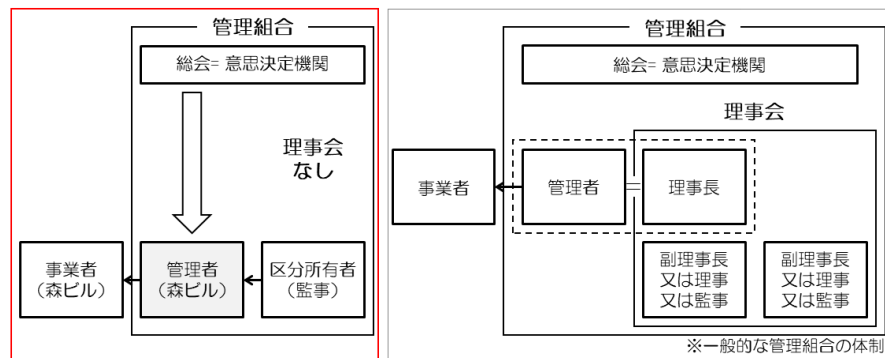 管理組合
総会= 意思決定機関
理事会
なし
事業者
(森ビル)
管理者
(森ビル)
区分所有者
(監事)
管理組合
総会= 意思決定機関
理事会
事業者
管理者
=
理事長
副理事長
又は理事
又は監事
副理事長
又は理事
又は監事
※一般的な管理組合の体制